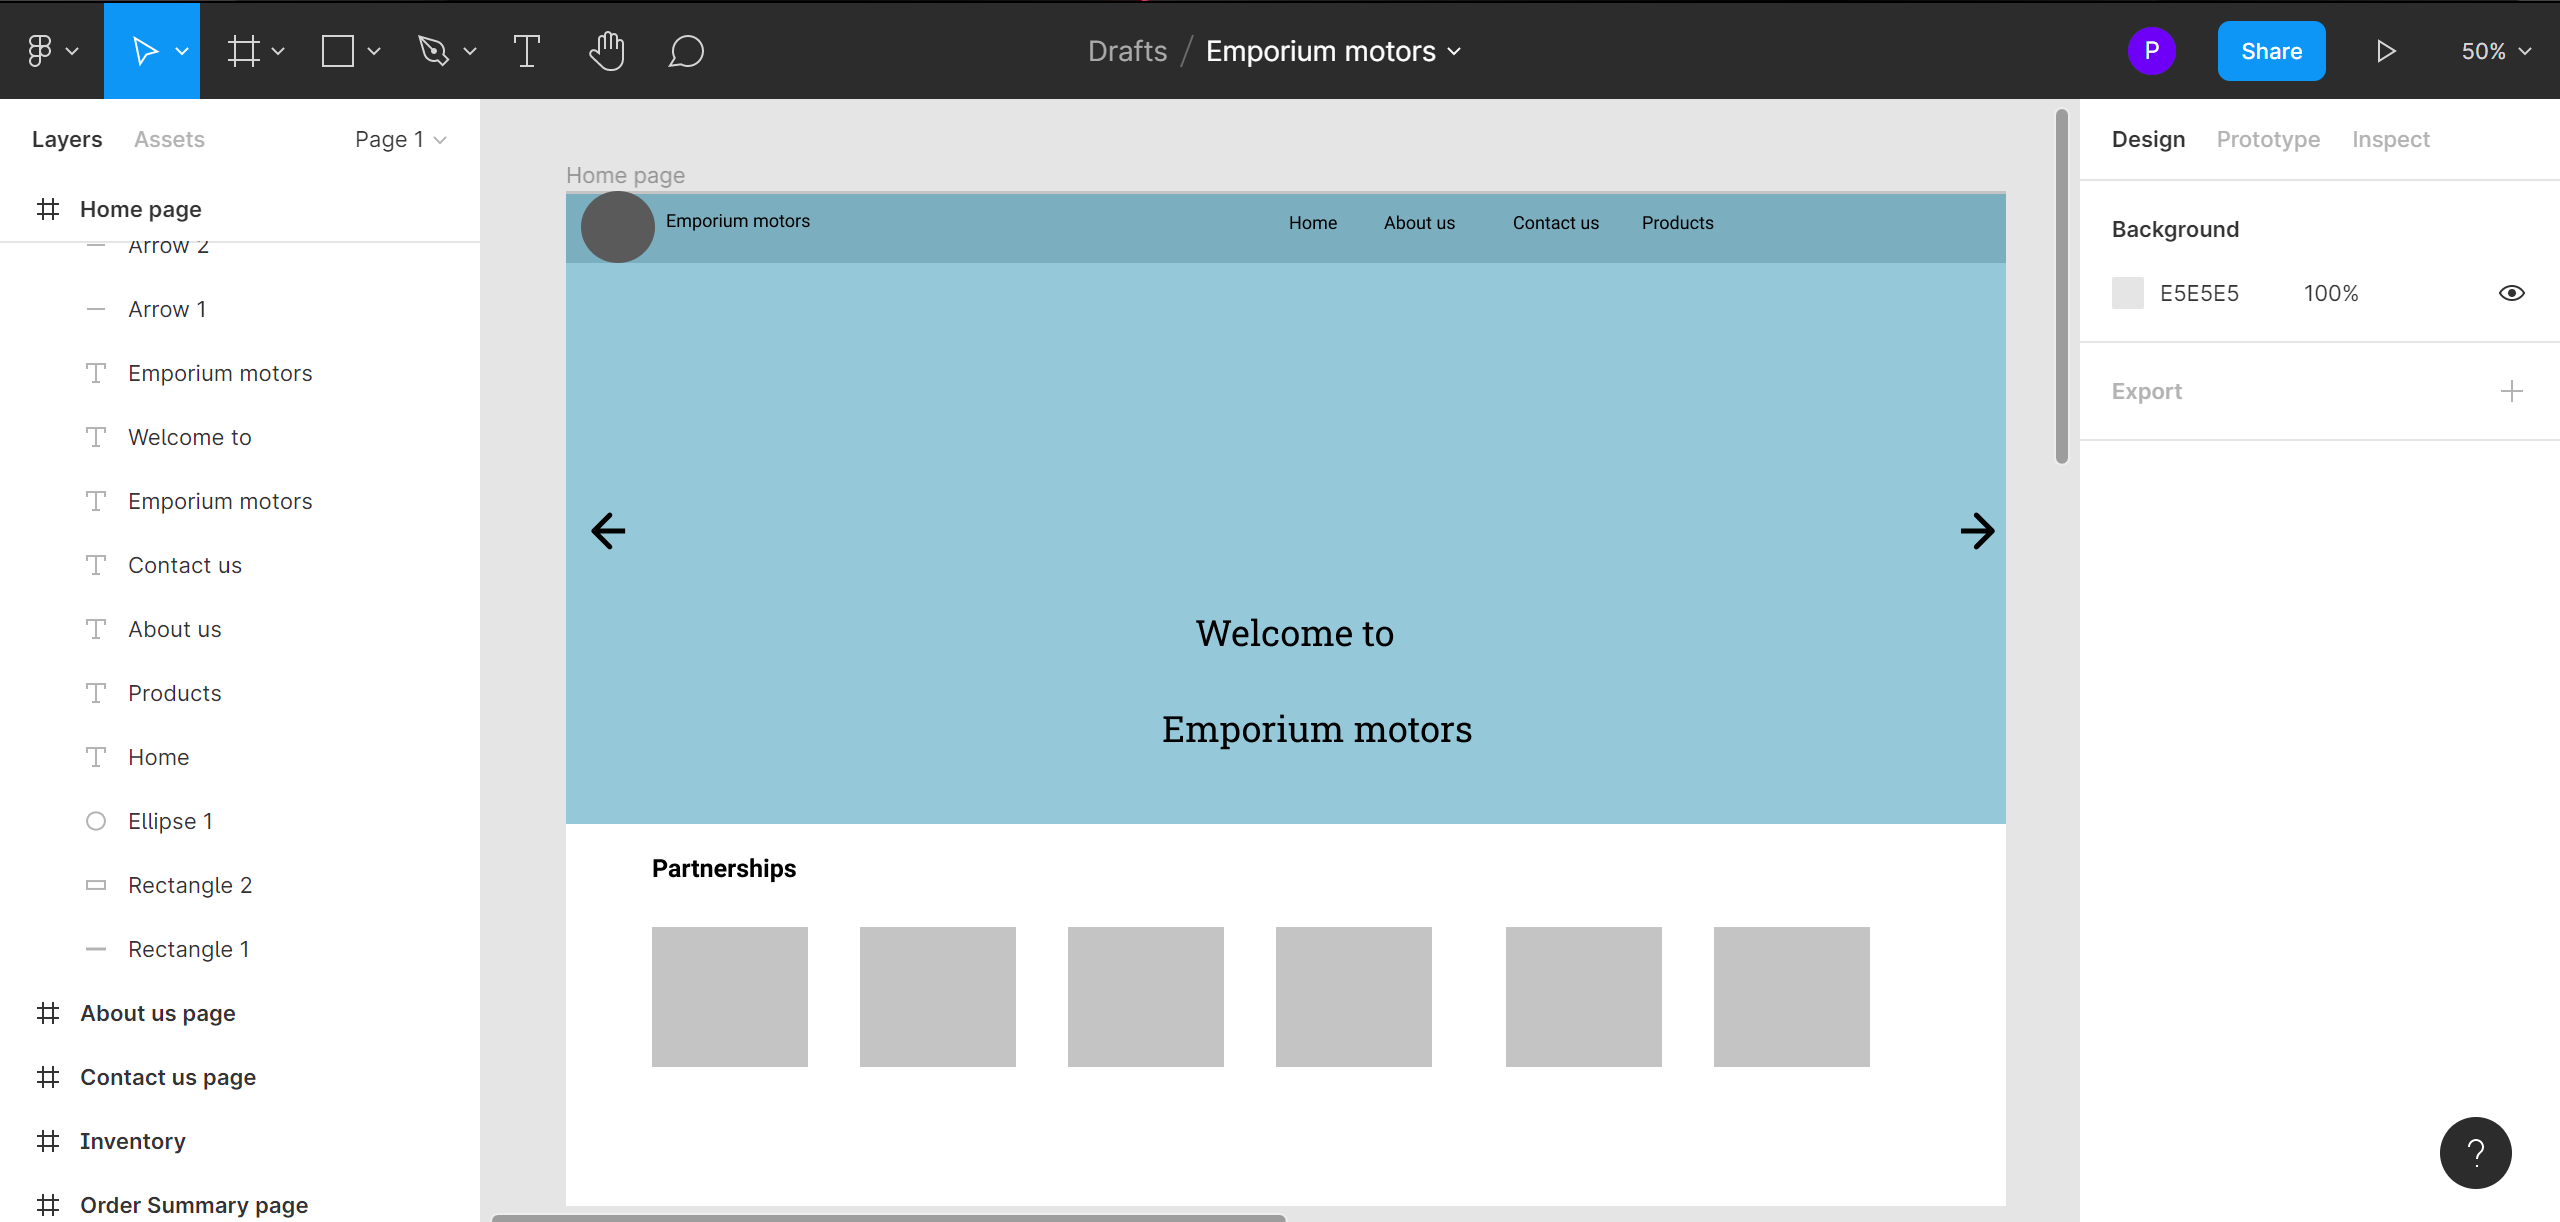 Drafts / Emporium motors
P
Share
50%
Layers
Assets
Page 1
Home page
Arrow 2
Arrow 1
Emporium motors
Welcome to
Emporium motors
Contact us
About us
Products
Home
Ellipse 1
Rectangle 2
Rectangle 1
About us page
Contact us page
Inventory
Order Summary page
Home page
Emporium motors
Home
About us
Contact us
Products
Welcome to
Emporium motors
Partnerships
Design
Prototype
Inspect
Background
E5E5E5
100%
Export
?